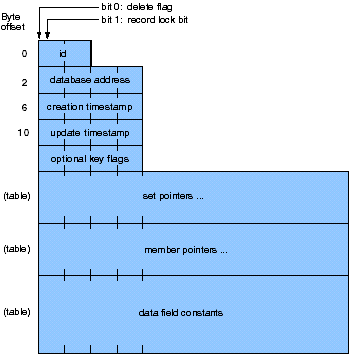 bit 0: delete flag
bit 1: record lock bit
Byte
offset
0 id
2 database address
6 creation timestamp
10 update timestamp
optional key flags
(table) set pointers ...
(table) member pointers ...
(table) data field constants